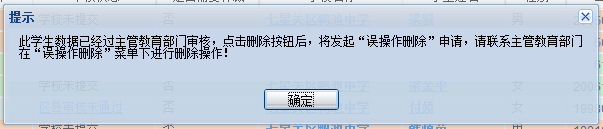 提示
此学生数据已经过主管教育部门审核，点击删除按钮后，将发起“误操作删除”申请，请联系主管教育部门
在“误操作删除”菜单下进行删除操作！
确定